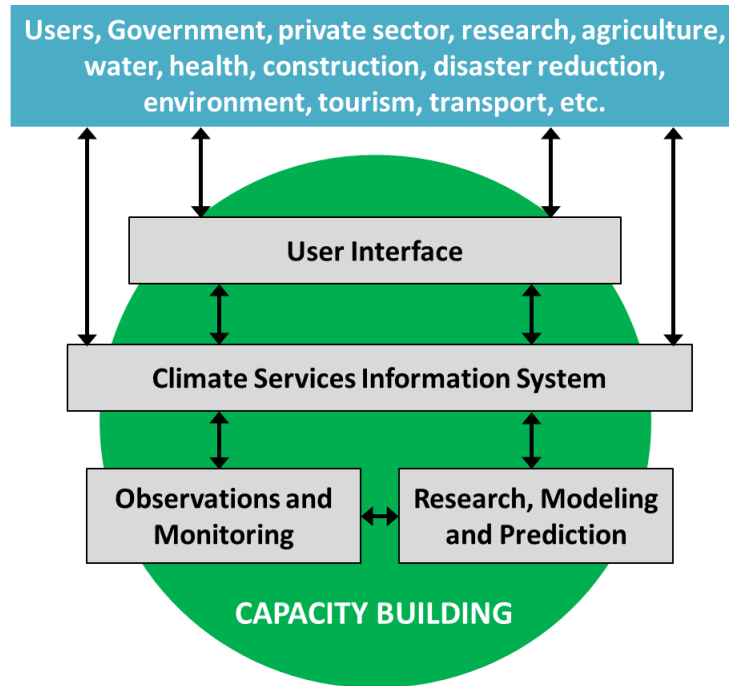 Users, Government, private sector, research, agriculture,
water, health, construction, disaster reduction,
environment, tourism, transport, etc.
User Interface
Climate Services Information System
Observations and
Monitoring
Research, Modeling
and Prediction
CAPACITY BUILDING